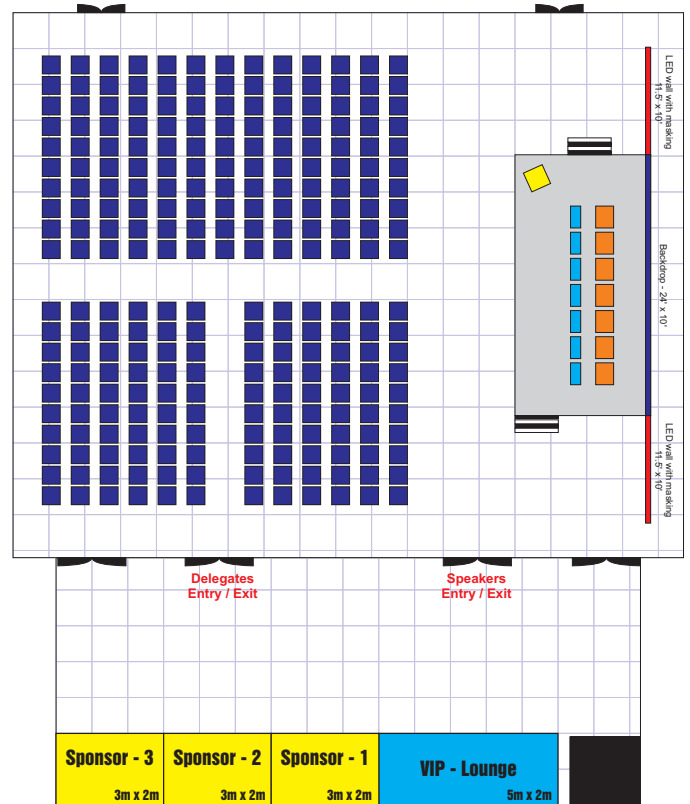 LED wall with masking
11.5' x 10'
Backdrop - 24' x 10'
LED wall with masking
11.5' x 10'
Delegates
Entry / Exit
Speakers
Entry / Exit
Sponsor - 3
3m x 2m
Sponsor - 2
3m x 2m
Sponsor - 1
3m x 2m
VIP - Lounge
5m x 2m